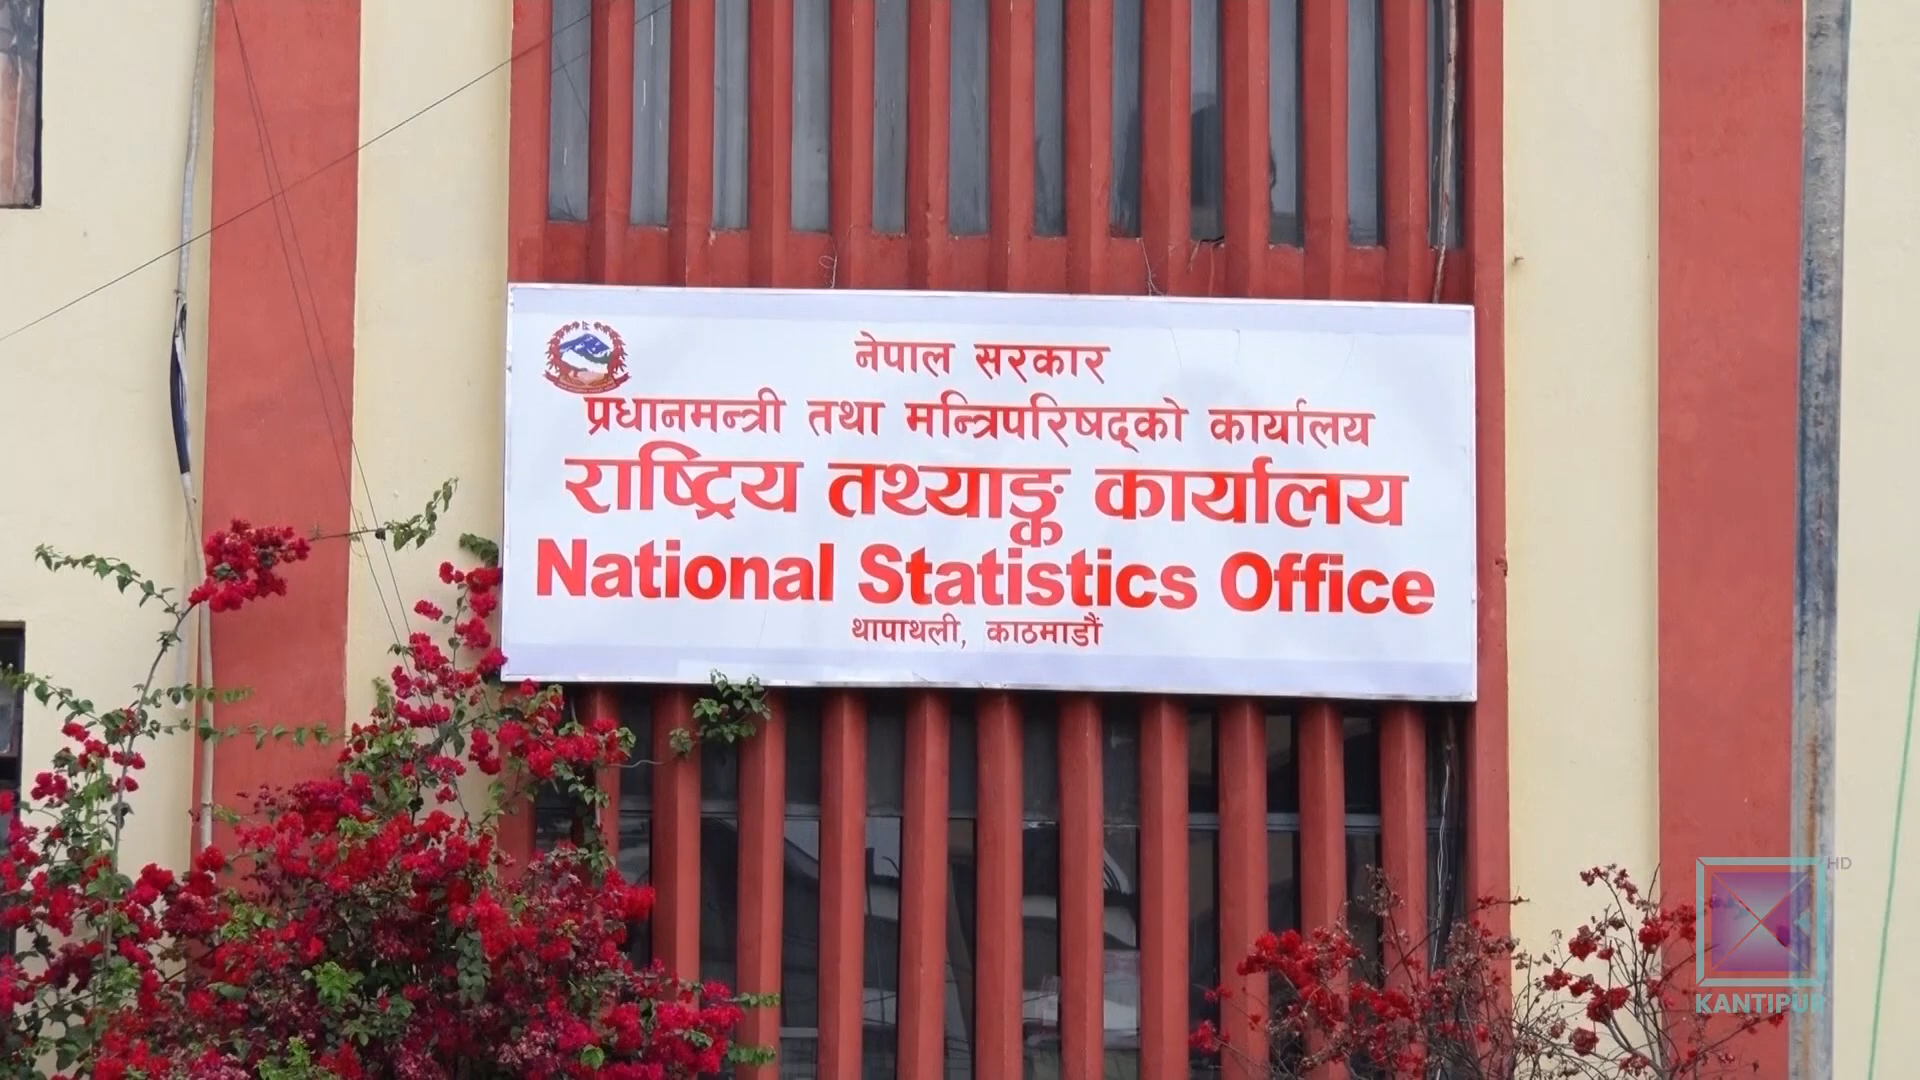 नेपाल सरकार
प्रधानमन्त्री तथा मन्त्रिपरिषद्को कार्यालय
राष्ट्रिय तथ्याङ्क कार्यालय
National Statistics Office
थापाथली, काठमाडौं
HD
KANTIPUR